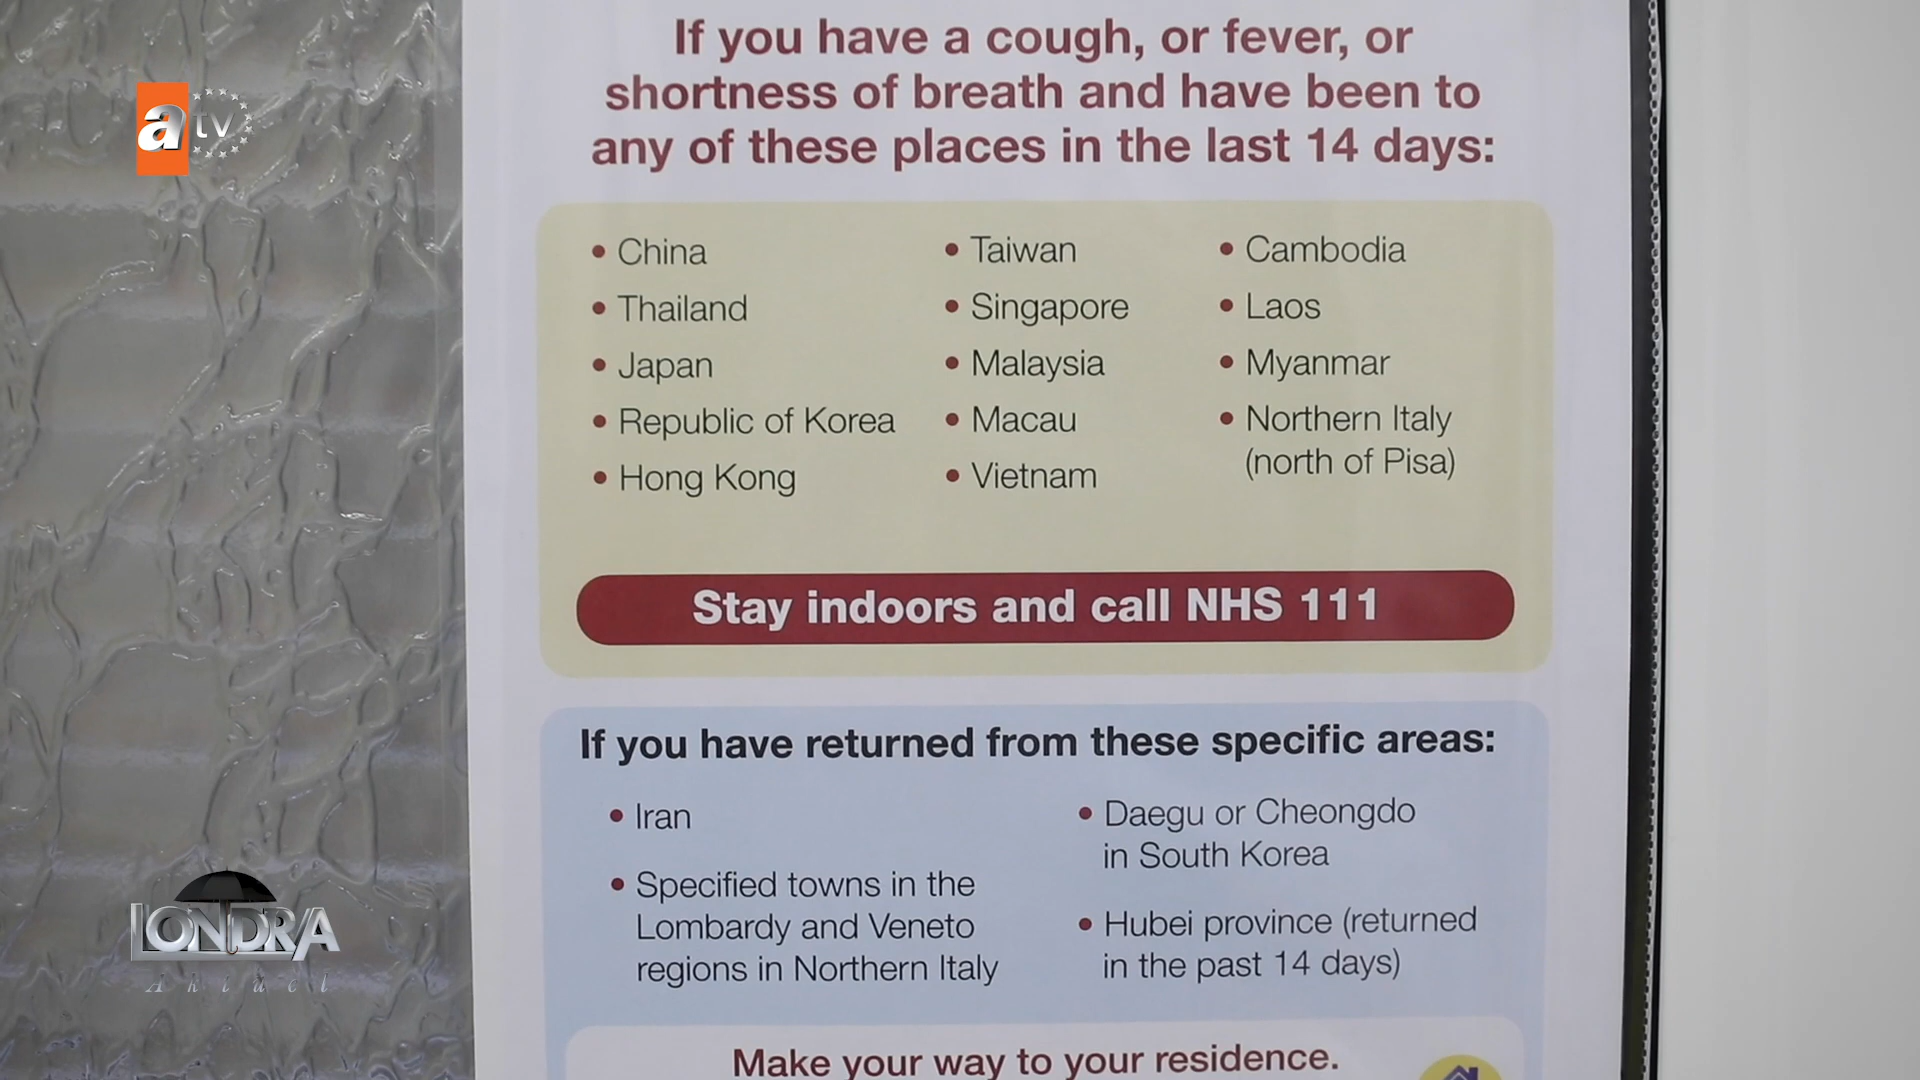 If you have a cough, or fever, or
shortness of breath and have been to
any of these places in the last 14 days:
a tv
• China
• Thailand
• Japan
• Republic of Korea
• Hong Kong
• Taiwan
• Singapore
• Malaysia
• Macau
• Vietnam
• Cambodia
• Laos
• Myanmar
• Northern Italy
(north of Pisa)
Stay indoors and call NHS 111
If you have returned from these specific areas:
• Iran
• Specified towns in the
Lombardy and Veneto
regions in Northern Italy
• Daegu or Cheongdo
in South Korea
• Hubei province (returned
in the past 14 days)
LONDRA
Aktüel
Make your way to your residence.